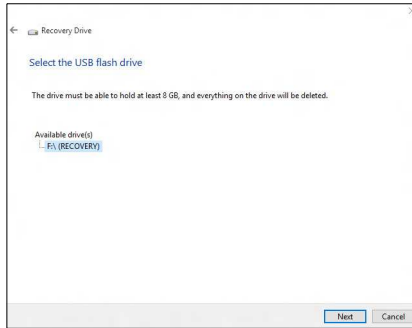 Recovery Drive
Select the USB flash drive
The drive must be able to hold at least 8 GB, and everything on the drive will be deleted.
Available drive(s)
F:\ (RECOVERY)
Next Cancel